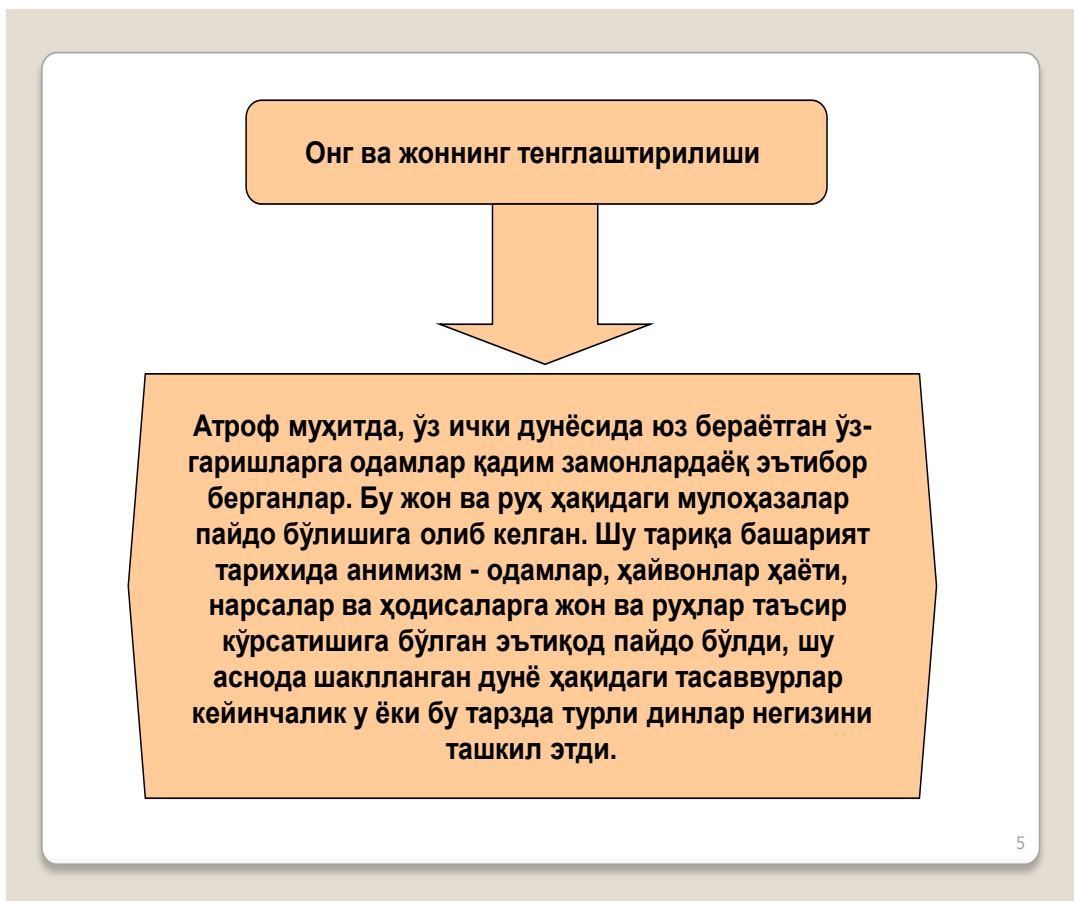 Онг ва жоннинг тенглаштирилиши
Атроф муҳитда, ўз ички дунёсида юз бераётган ўз-
гаришларга одамлар қадим замонлардаёқ эътибор
берганлар. Бу жон ва руҳ ҳақидаги мулоҳазалар
пайдо бўлишига олиб келган. Шу тариқа башарият
тарихида анимизм - одамлар, ҳайвонлар ҳаёти,
нарсалар ва ҳодисаларга жон ва руҳлар таъсир
кўрсатишига бўлган эътиқод пайдо бўлди, шу
аснода шаклланган дунё ҳақидаги тасаввурлар
кейинчалик у ёки бу тарзда турли динлар негизини
ташкил этди.
5